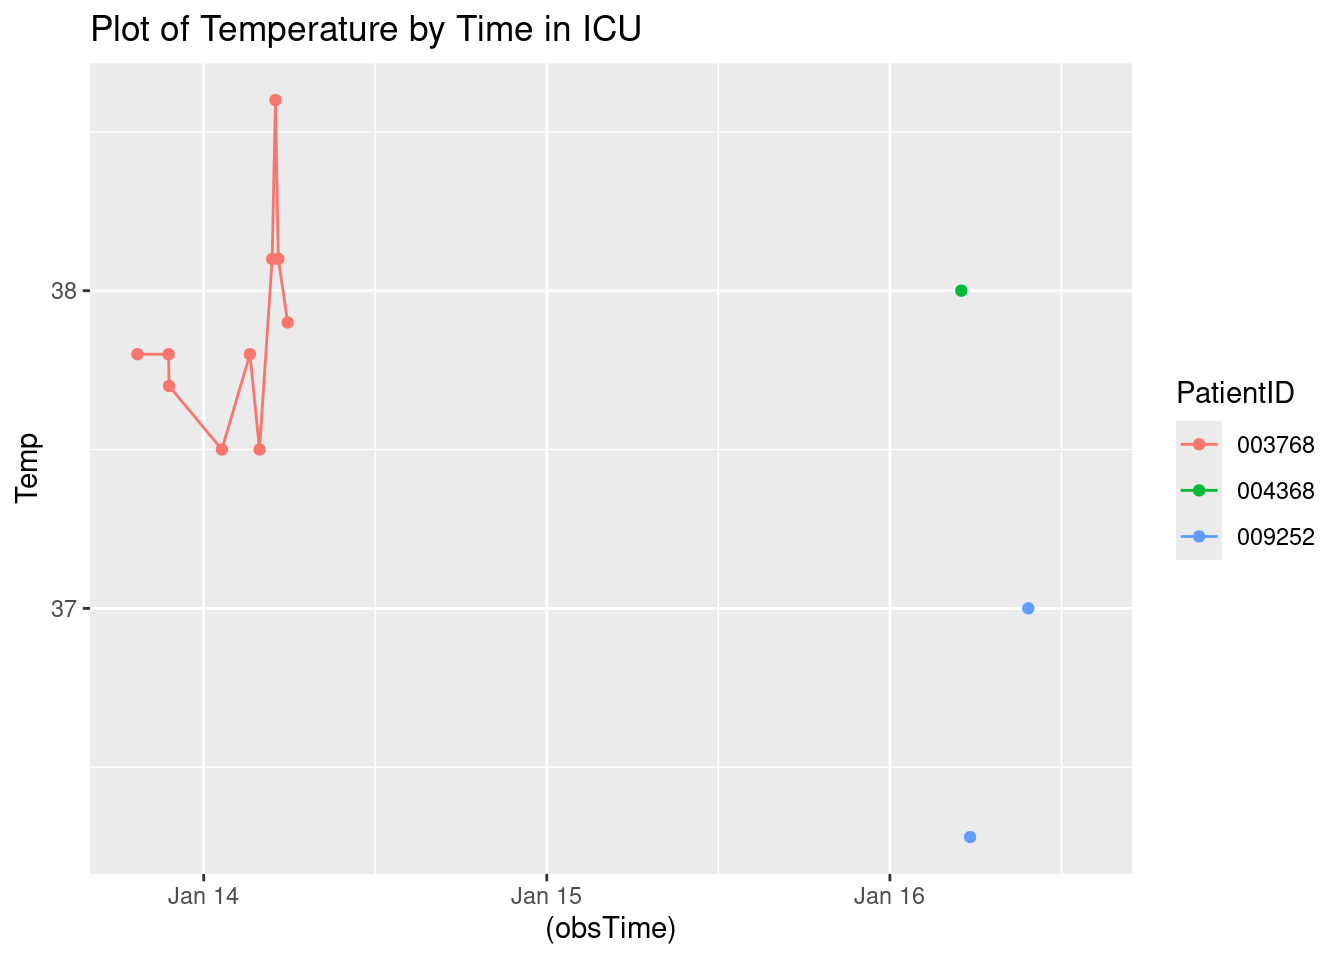 Plot of Temperature by Time in ICU
Temp
38
37
Jan 14
Jan 15
Jan 16
(obsTime)
PatientID
003768
004368
009252